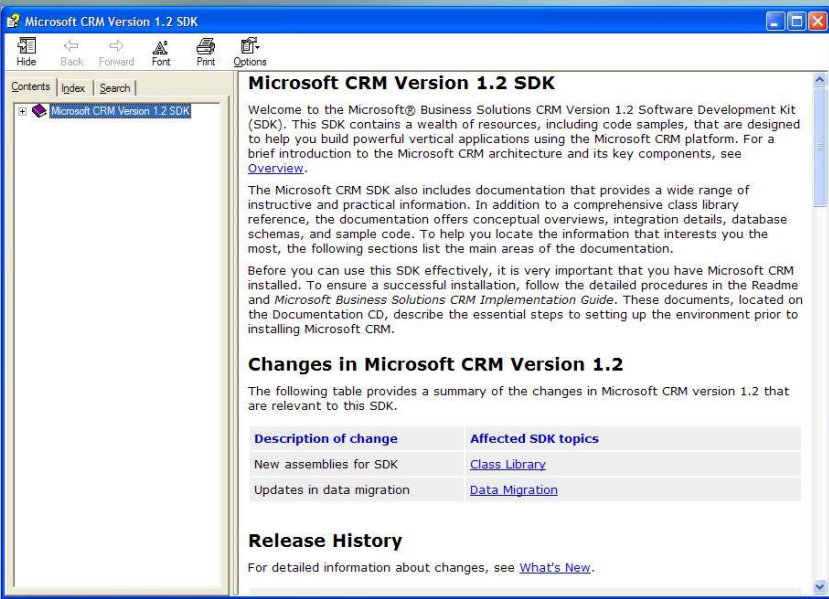 Microsoft CRM Version 1.2 SDK
Hide Back Forward Font Print Options
Contents Index Search
Microsoft CRM Version 1.2 SDK
Microsoft CRM Version 1.2 SDK
Welcome to the Microsoft® Business Solutions CRM Version 1.2 Software Development Kit
(SDK). This SDK contains a wealth of resources, including code samples, that are designed
to help you build powerful vertical applications using the Microsoft CRM platform. For a
brief introduction to the Microsoft CRM architecture and its key components, see
Overview.
The Microsoft CRM SDK also includes documentation that provides a wide range of
instructive and practical information. In addition to a comprehensive class library
reference, the documentation offers conceptual overviews, integration details, database
schemas, and sample code. To help you locate the information that interests you the
most, the following sections list the main areas of the documentation.
Before you can use this SDK effectively, it is very important that you have Microsoft CRM
installed. To ensure a successful installation, follow the detailed procedures in the Readme
and Microsoft Business Solutions CRM Implementation Guide. These documents, located on
the Documentation CD, describe the essential steps to setting up the environment prior to
installing Microsoft CRM.
Changes in Microsoft CRM Version 1.2
The following table provides a summary of the changes in Microsoft CRM version 1.2 that
are relevant to this SDK.
Description of change Affected SDK topics
New assemblies for SDK Class Library
Updates in data migration Data Migration
Release History
For detailed information about changes, see What's New.